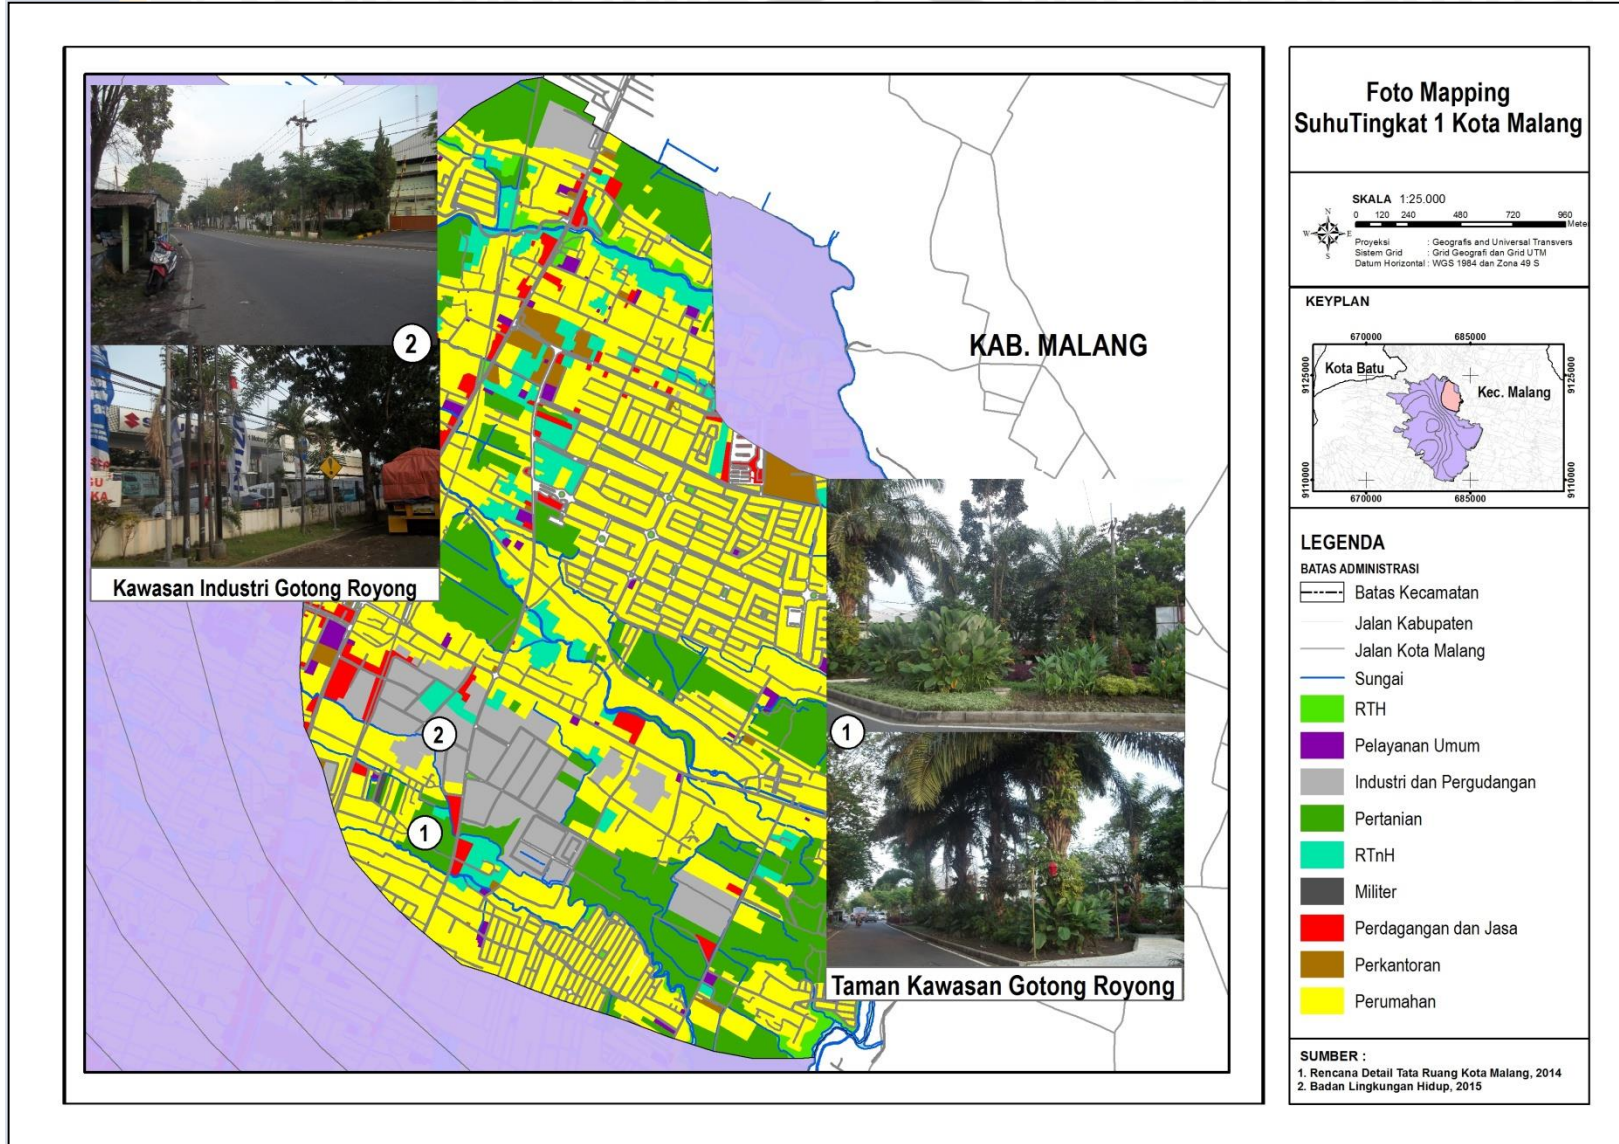 Kawasan Industri Gotong Royong
2
KAB. MALANG
2
1
1
Taman Kawasan Gotong Royong
Foto Mapping
SuhuTingkat 1 Kota Malang
SKALA 1:25.000
0 120 240 480 720 960
Mete
N
W E
S
Proyeksi : Geografis and Universal Transvers
Sistem Grid : Grid Geografi dan Grid UTM
Datum Horizontal : WGS 1984 dan Zona 49 S
KEYPLAN
670000 685000
9125000 9125000
Kota Batu
Kec. Malang
9110000 9110000
670000 685000
LEGENDA
BATAS ADMINISTRASI
Batas Kecamatan
Jalan Kabupaten
Jalan Kota Malang
Sungai
RTH
Pelayanan Umum
Industri dan Pergudangan
Pertanian
RTnH
Militer
Perdagangan dan Jasa
Perkantoran
Perumahan
SUMBER :
1. Rencana Detail Tata Ruang Kota Malang, 2014
2. Badan Lingkungan Hidup, 2015